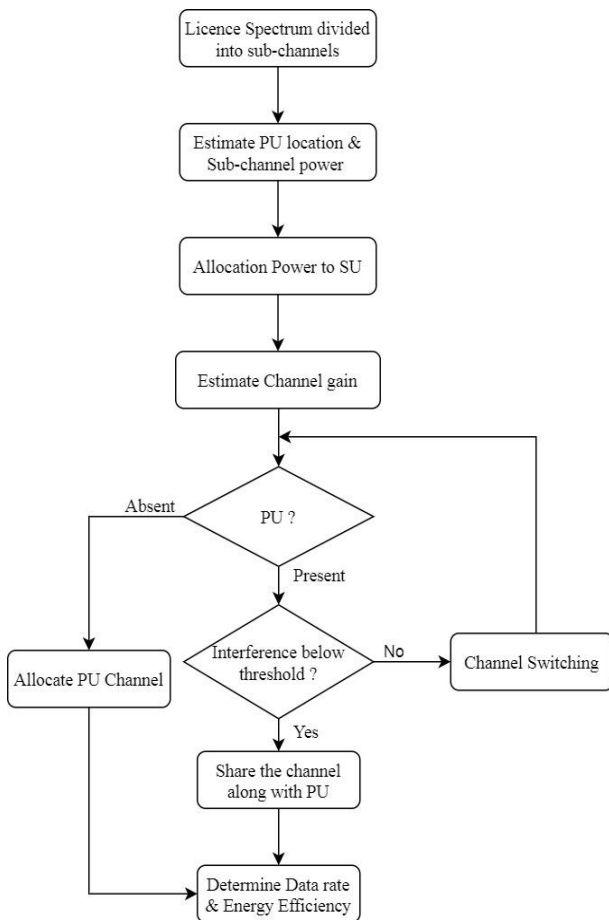 Licence Spectrum divided
into sub-channels
Estimate PU location &
Sub-channel power
Allocation Power to SU
Estimate Channel gain
Absent
PU ?
Present
Interference below
threshold ?
No
Channel Switching
Allocate PU Channel
Yes
Share the channel
along with PU
Determine Data rate
& Energy Efficiency